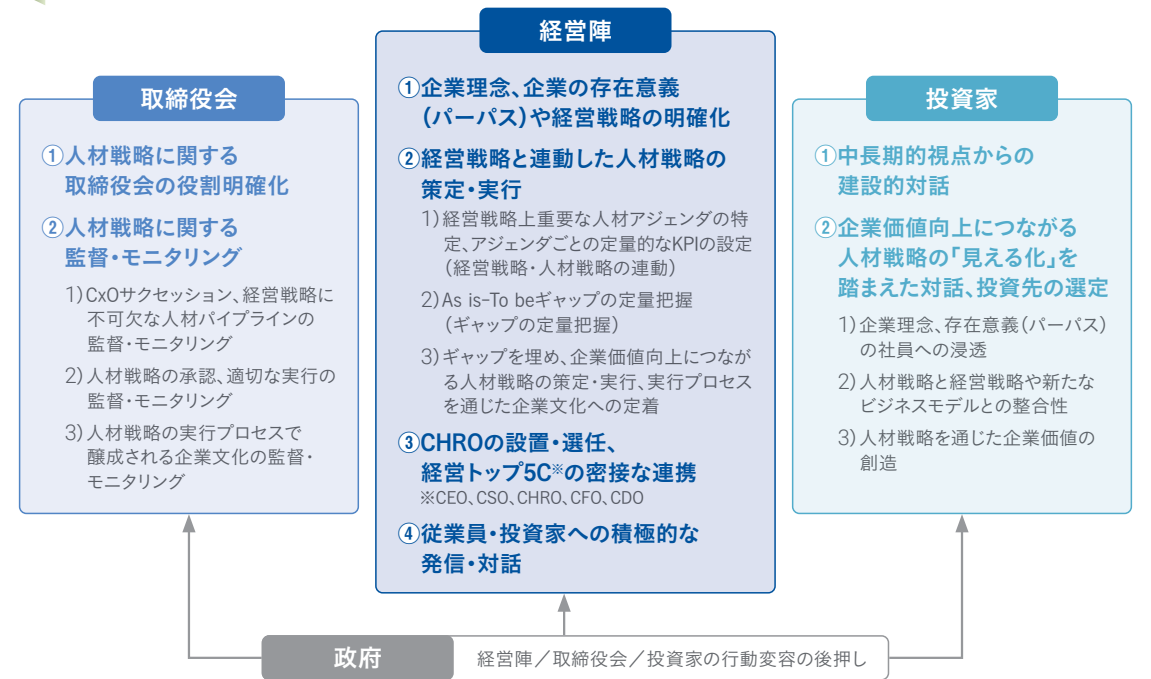 取締役会
①人材戦略に関する
取締役会の役割明確化
②人材戦略に関する
監督・モニタリング
1)CxOサクセッション、経営戦略に
不可欠な人材パイプラインの
監督・モニタリング
2)人材戦略の承認、適切な実行の
監督・モニタリング
3)人材戦略の実行プロセスで
醸成される企業文化の監督・
モニタリング
経営陣
①企業理念、企業の存在意義
(パーパス)や経営戦略の明確化
②経営戦略と連動した人材戦略の
策定・実行
1)経営戦略上重要な人材アジェンダの特
定、アジェンダごとの定量的なKPIの設定
(経営戦略・人材戦略の連動)
2)As is-To beギャップの定量把握
(ギャップの定量把握)
3)ギャップを埋め、企業価値向上につなが
る人材戦略の策定・実行、実行プロセス
を通じた企業文化への定着
③CHROの設置・選任、
経営トップ5C※の密接な連携
※CEO、CSO、CHRO、CFO、CDO
④従業員・投資家への積極的な
発信・対話
投資家
①中長期的視点からの
建設的対話
②企業価値向上につながる
人材戦略の「見える化」を
踏まえた対話、投資先の選定
1)企業理念、存在意義(パーパス)
の社員への浸透
2)人材戦略と経営戦略や新たな
ビジネスモデルとの整合性
3)人材戦略を通じた企業価値の
創造
政府
経営陣/取締役会/投資家の行動変容の後押し